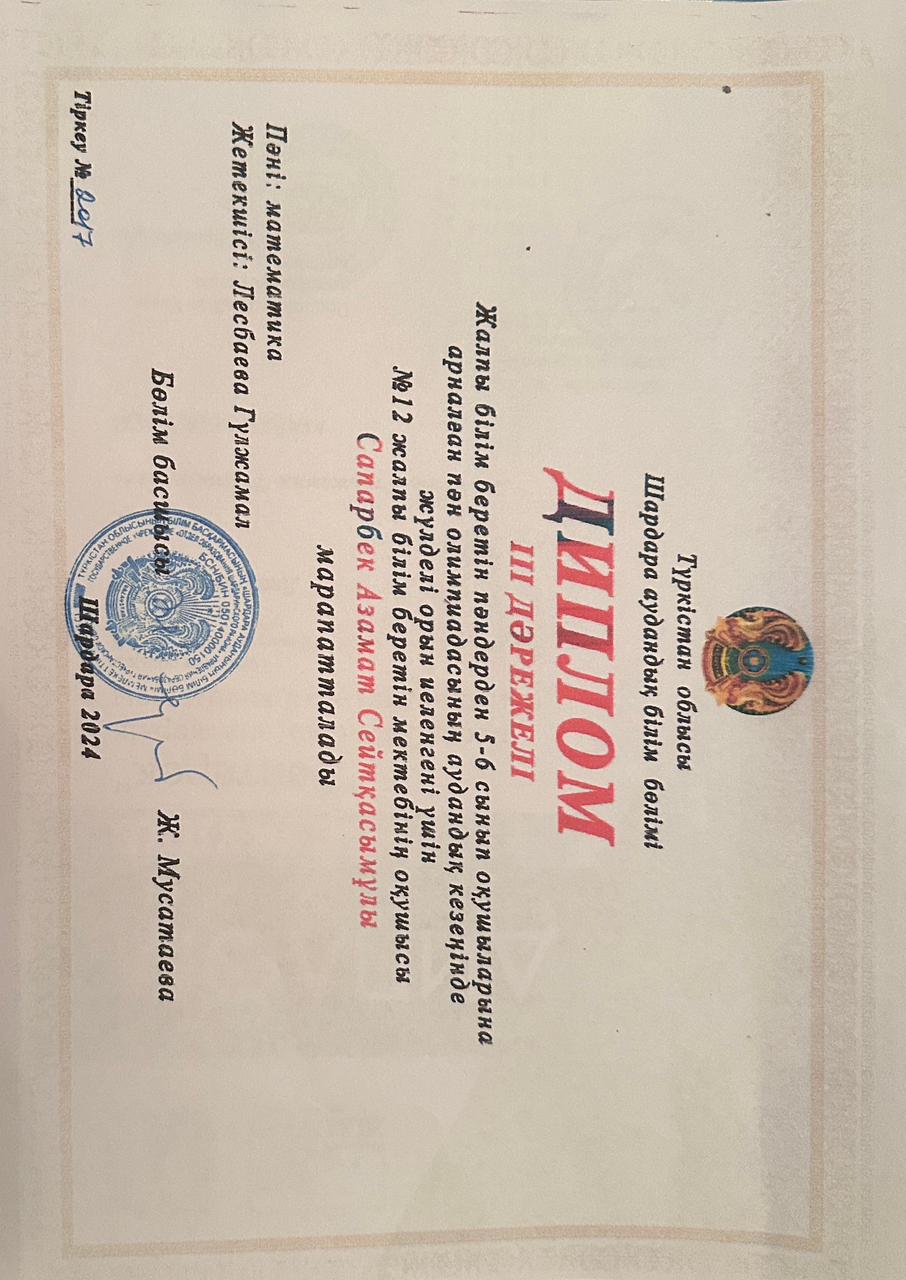 Түркістан облысы
Шардара аудандық білім бөлімі
ДИПЛОМ
ІІІ ДӘРЕЖЕЛІ
Жалпы білім беретін пәндерден 5-6 сынып оқушыларына
арналған пән олимпиадасының аудандық кезеңінде
жүлделі орын иеленгені үшін
№12 жалпы білім беретін мектебінің оқушысы
Сапарбек Азамат Сейтқасымұлы
марапатталады
Пәні: математика
Жетекшісі: Лесбаева Гүлжамал
Бөлім басшысы Ж. Мусатаева
Шардара 2024
Тіркеу № 2017